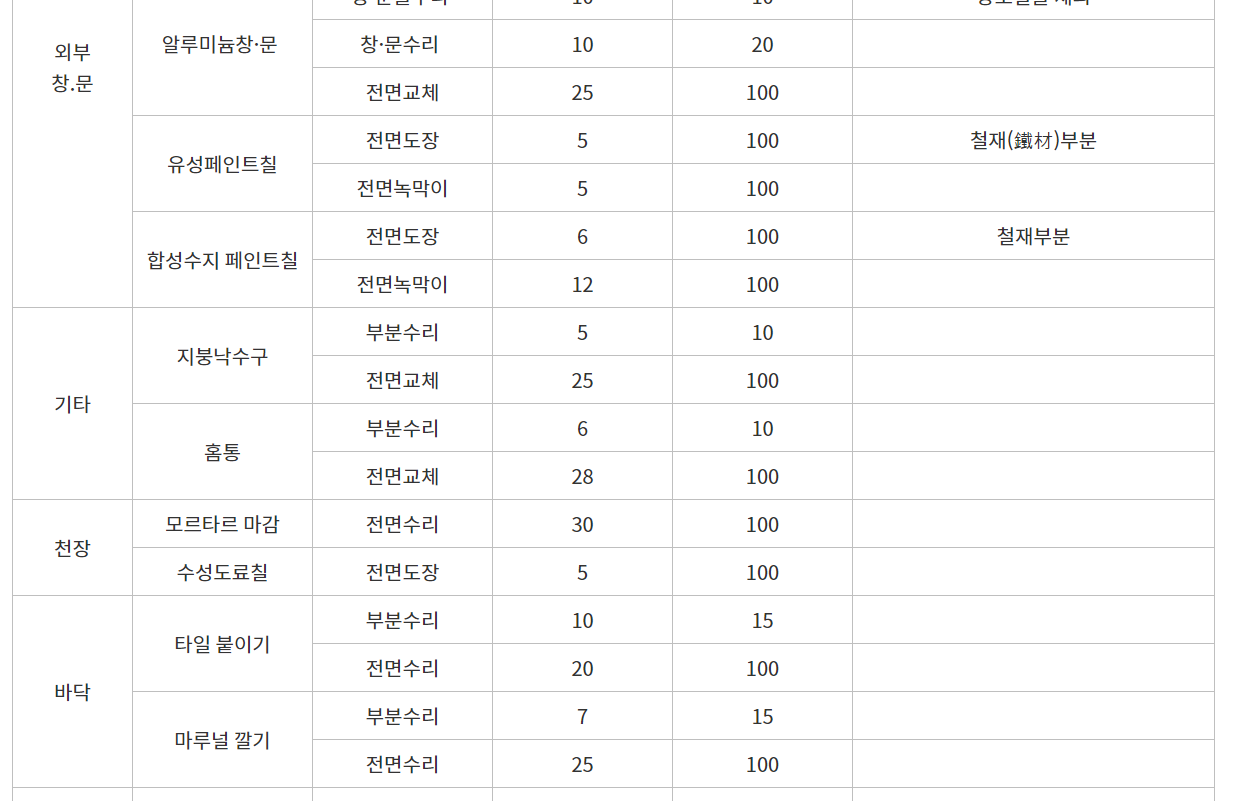 외부
창.문
알루미늄창·문
창·문수리 10 20
전면교체 25 100
유성페인트칠
전면도장 5 100 철재(鐵材)부분
전면녹막이 5 100
합성수지 페인트칠
전면도장 6 100 철재부분
전면녹막이 12 100
기타
지붕낙수구
부분수리 5 10
전면교체 25 100
홈통
부분수리 6 10
전면교체 28 100
천장
모르타르 마감 전면수리 30 100
수성도료칠 전면도장 5 100
바닥
타일 붙이기
부분수리 10 15
전면수리 20 100
마루널 깔기
부분수리 7 15
전면수리 25 100